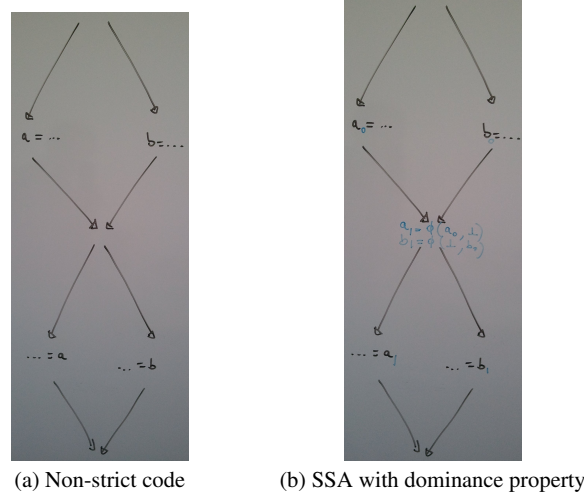 a = ...
b = ...
... = a
... = b
(a) Non-strict code
a₀ = ...
b₀ = ...
a₁ = ϕ(a₀, ⊥)
b₁ = ϕ(⊥, b₀)
... = a₁
... = b₁
(b) SSA with dominance property